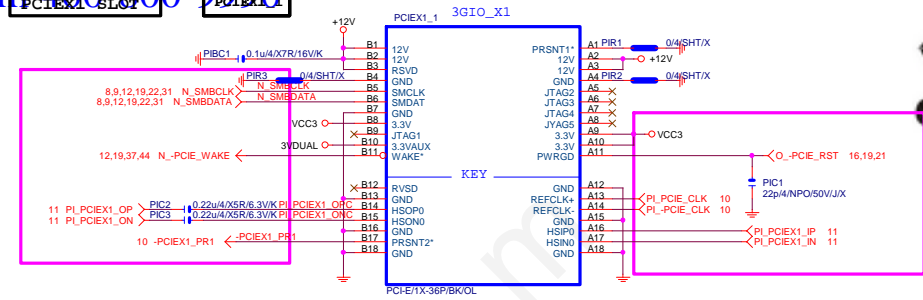 PCIEX1 SLOT
PCIEX1_1
3GIO_X1
+12V
PIBC1 0.1u/4/X7R/16V/K
PIR3 0/4/SHT/X
8,9,12,19,22,31 N_SMBCLK N_SMBCLK
8,9,12,19,22,31 N_SMBDATA N_SMBDATA
VCC3
3VDUAL
12,19,37,44 N_-PCIE_WAKE
11 PI_PCIEX1_OP PIC2 0.22u/4/X5R/6.3V/K PI_PCIEX1_OPC
11 PI_PCIEX1_ON PIC3 0.22u/4/X5R/6.3V/K PI_PCIEX1_ONC
10 -PCIEX1_PR1 -PCIEX1_PR1
B1 12V
B2 12V
B3 RSVD
B4 GND
B5 SMCLK
B6 SMDAT
B7 GND
B8 3.3V
B9 JTAG1
B10 3.3VAUX
B11 WAKE*
KEY
B12 RVSD
B13 GND
B14 HSOP0
B15 HSON0
B16 GND
B17 PRSNT2*
B18 GND
PRSNT1* A1
12V A2
12V A3
GND A4
JTAG2 A5
JTAG3 A6
JTAG4 A7
JYAG5 A8
3.3V A9
3.3V A10
PWRGD A11
GND A12
REFCLK+ A13
REFCLK- A14
GND A15
HSIP0 A16
HSIN0 A17
GND A18
PIR1 0/4/SHT/X
+12V
PIR2 0/4/SHT/X
VCC3
O_-PCIE_RST 16,19,21
PIC1
22p/4/NPO/50V/J/X
PI_PCIE_CLK 10
PI_-PCIE_CLK 10
PI_PCIEX1_IP 11
PI_PCIEX1_IN 11
PCI-E/1X-36P/BK/OL